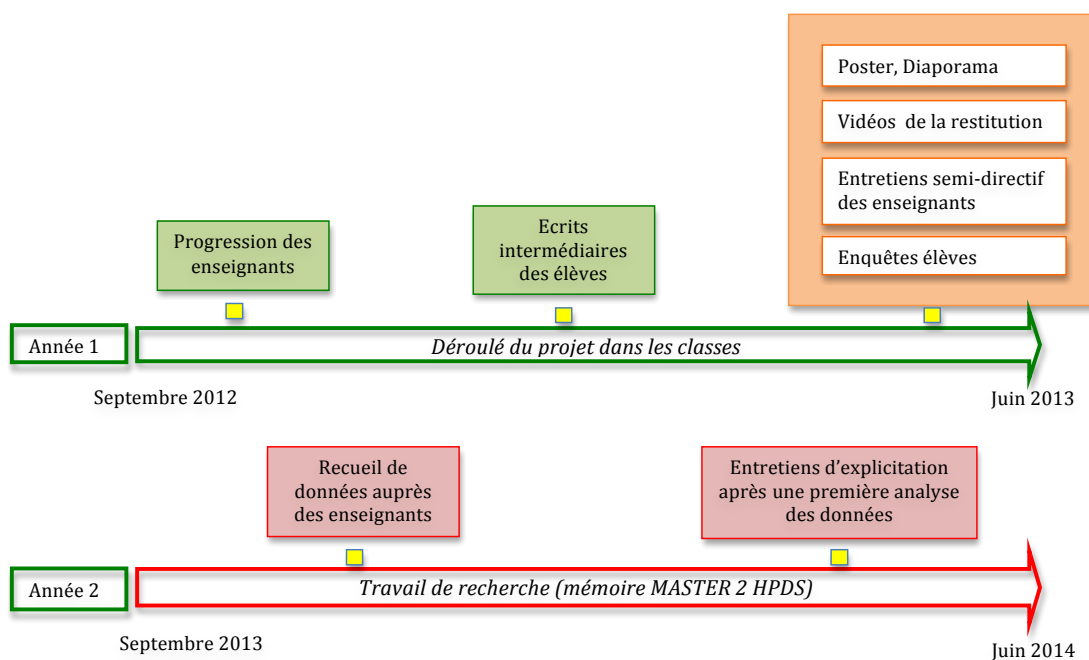 Poster, Diaporama
Vidéos de la restitution
Entretiens semi-directif
des enseignants
Enquêtes élèves
Progression des
enseignants
Ecrits
intermédiaires
des élèves
Année 1
Déroulé du projet dans les classes
Septembre 2012
Juin 2013
Recueil de
données auprès
des enseignants
Entretiens d'explicitation
après une première analyse
des données
Année 2
Travail de recherche (mémoire MASTER 2 HPDS)
Septembre 2013
Juin 2014